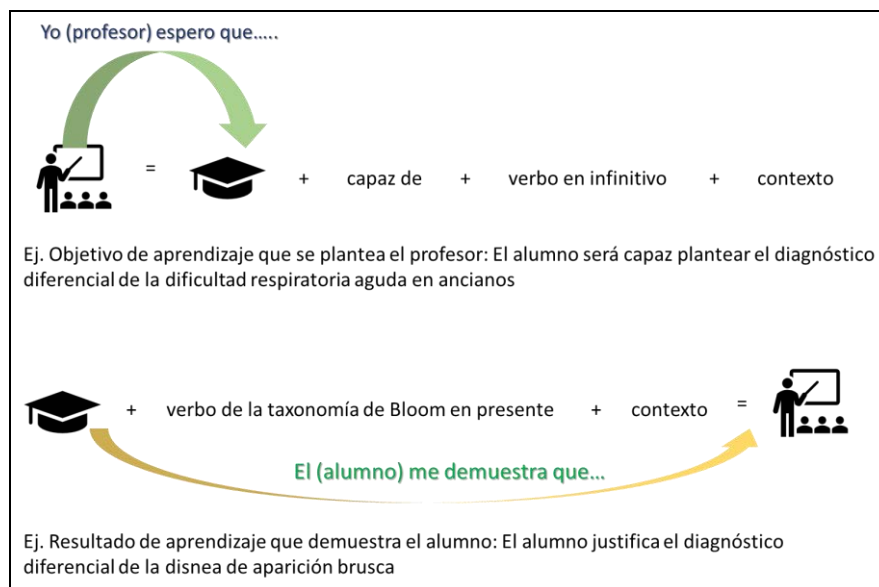 Yo (profesor) espero que…..
= + capaz de + verbo en infinitivo + contexto
Ej. Objetivo de aprendizaje que se plantea el profesor: El alumno será capaz plantear el diagnóstico
diferencial de la dificultad respiratoria aguda en ancianos
+ verbo de la taxonomía de Bloom en presente + contexto =
El (alumno) me demuestra que…
Ej. Resultado de aprendizaje que demuestra el alumno: El alumno justifica el diagnóstico
diferencial de la disnea de aparición brusca